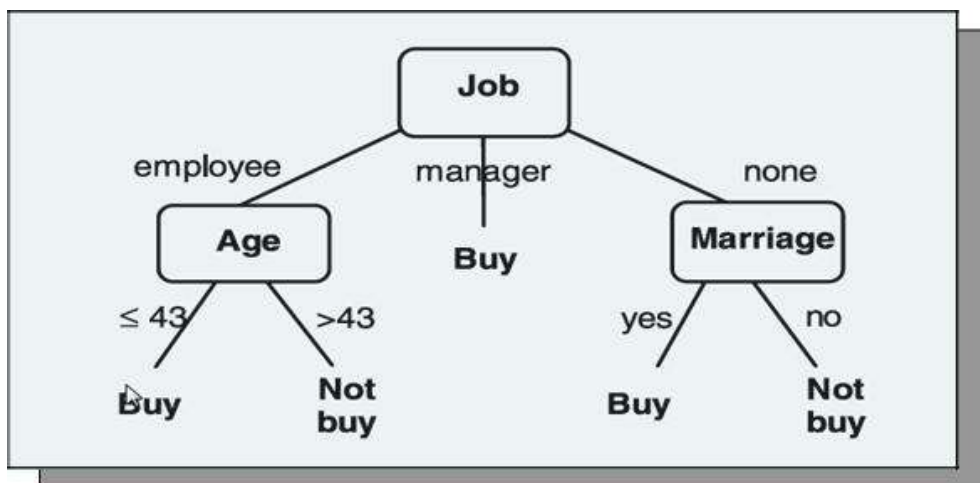 Job
employee
manager
none
Age
Buy
Marriage
≤ 43
>43
yes
no
Buy
Not
buy
Buy
Not
buy